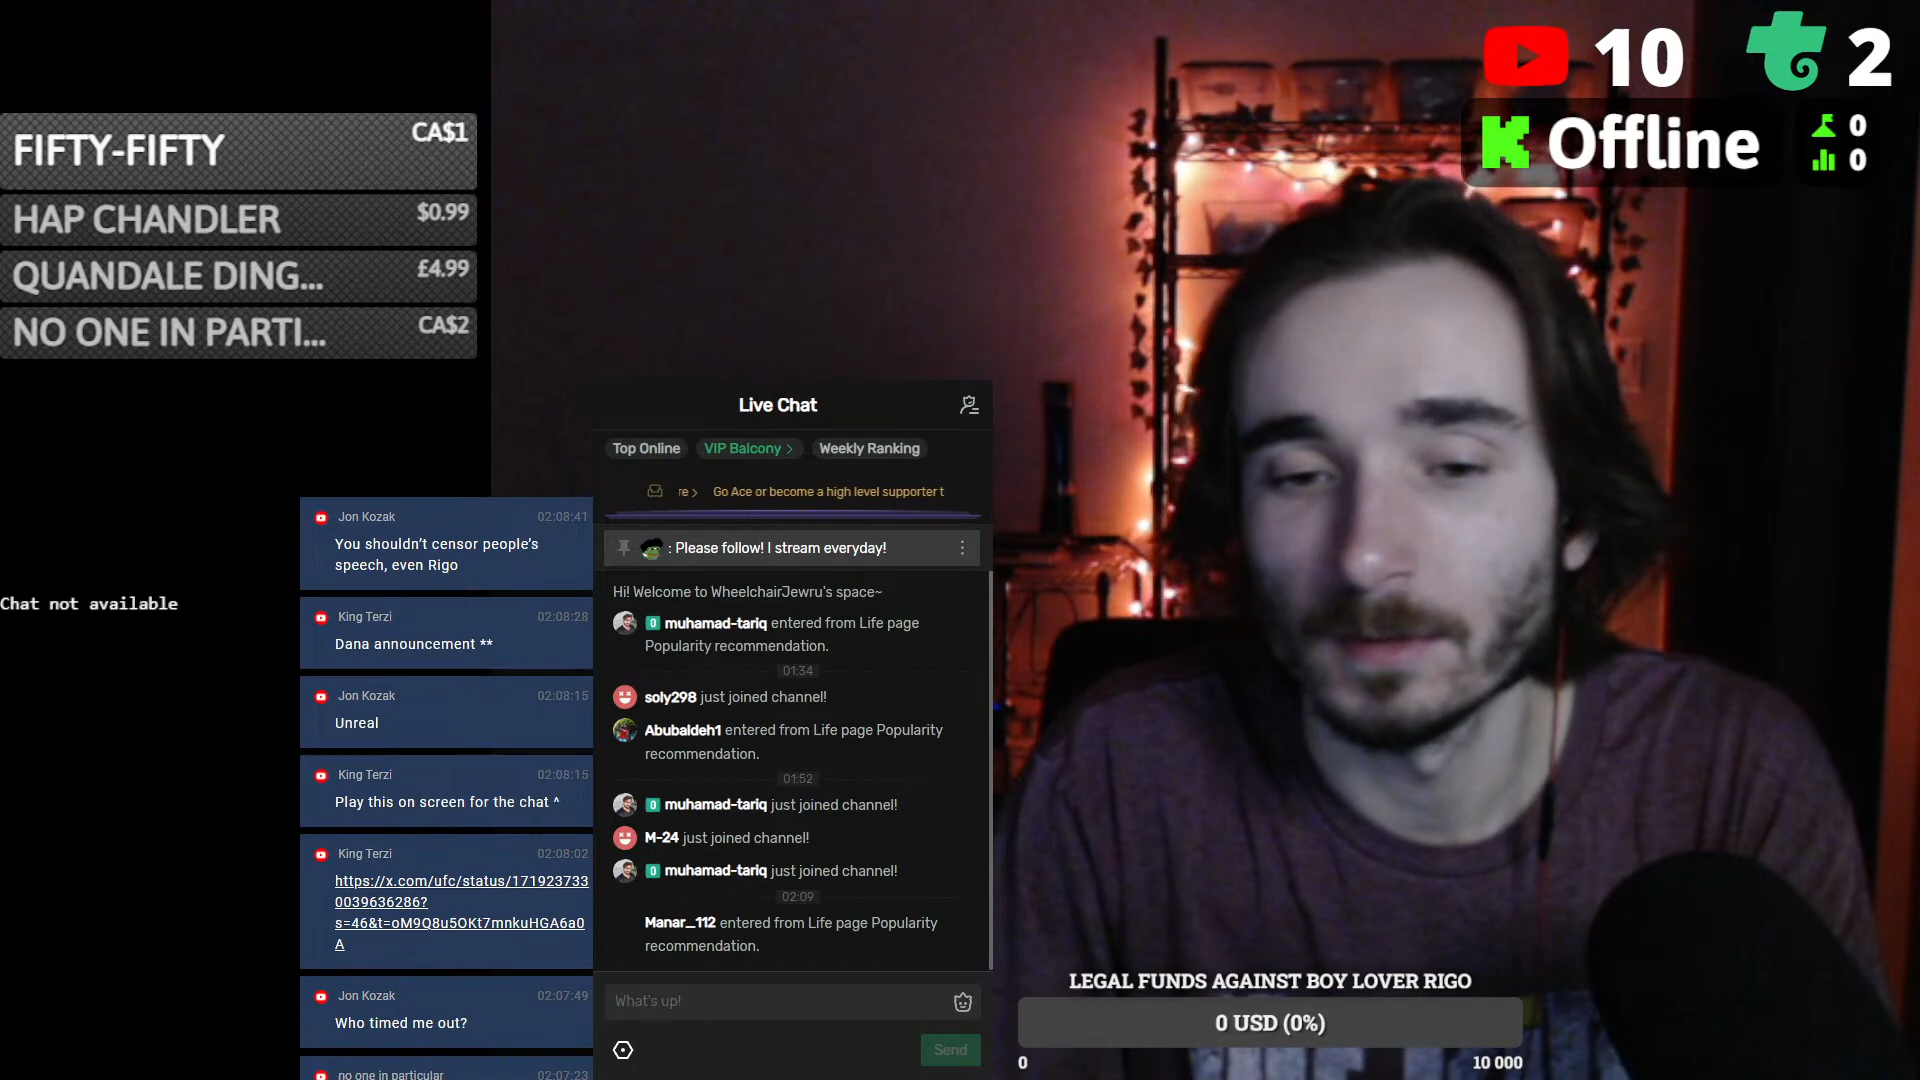 10
2
Offline
0
0
FIFTY-FIFTY
CA$1
HAP CHANDLER
$0.99
QUANDALE DING...
£4.99
NO ONE IN PARTI...
CA$2
Chat not available
Jon Kozak
02:08:41
You shouldn't censor people's
speech, even Rigo
King Terzi
02:08:28
Dana announcement **
Jon Kozak
02:08:15
Unreal
King Terzi
02:08:15
Play this on screen for the chat ^
King Terzi
02:08:02
https://x.com/ufc/status/171923733
0039636286?
s=46&t=oM9Q8u5OKt7mnkuHGA6a0
A
Jon Kozak
02:07:49
Who timed me out?
no one in particular
02:07:23
Live Chat
Top Online
VIP Balcony >
Weekly Ranking
re >
Go Ace or become a high level supporter t
: Please follow! I stream everyday!
Hi! Welcome to WheelchairJewru's space~
0 muhamad-tariq entered from Life page
Popularity recommendation.
01:34
soly298 just joined channel!
Abubaldeh1 entered from Life page Popularity
recommendation.
01:52
0 muhamad-tariq just joined channel!
M-24 just joined channel!
0 muhamad-tariq just joined channel!
02:09
Manar_112 entered from Life page Popularity
recommendation.
What's up!
Send
LEGAL FUNDS AGAINST BOY LOVER RIGO
0 USD (0%)
0
10 000